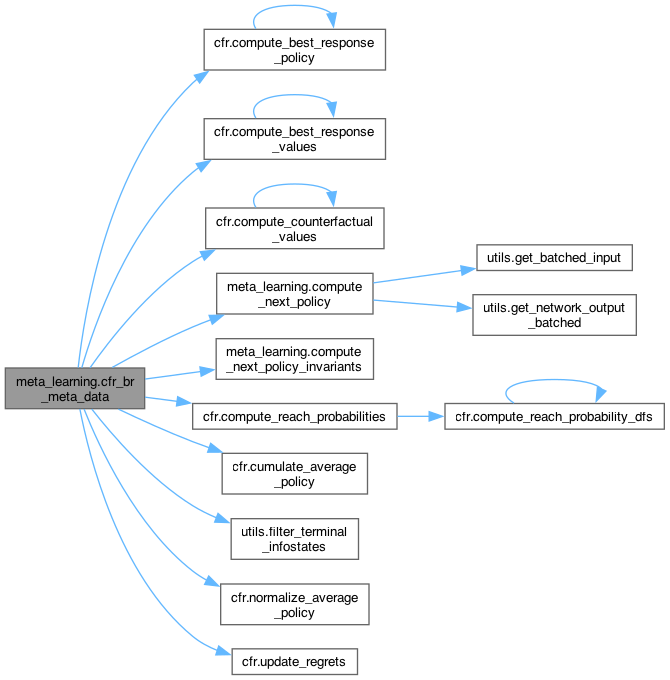 cfr.compute_best_response
_policy
cfr.compute_best_response
_values
cfr.compute_counterfactual
_values
meta_learning.compute
_next_policy
utils.get_batched_input
utils.get_network_output
_batched
meta_learning.compute
_next_policy_invariants
meta_learning.cfr_br
_meta_data
cfr.compute_reach_probabilities
cfr.compute_reach_probability_dfs
cfr.cumulate_average
_policy
utils.filter_terminal
_infostates
cfr.normalize_average
_policy
cfr.update_regrets